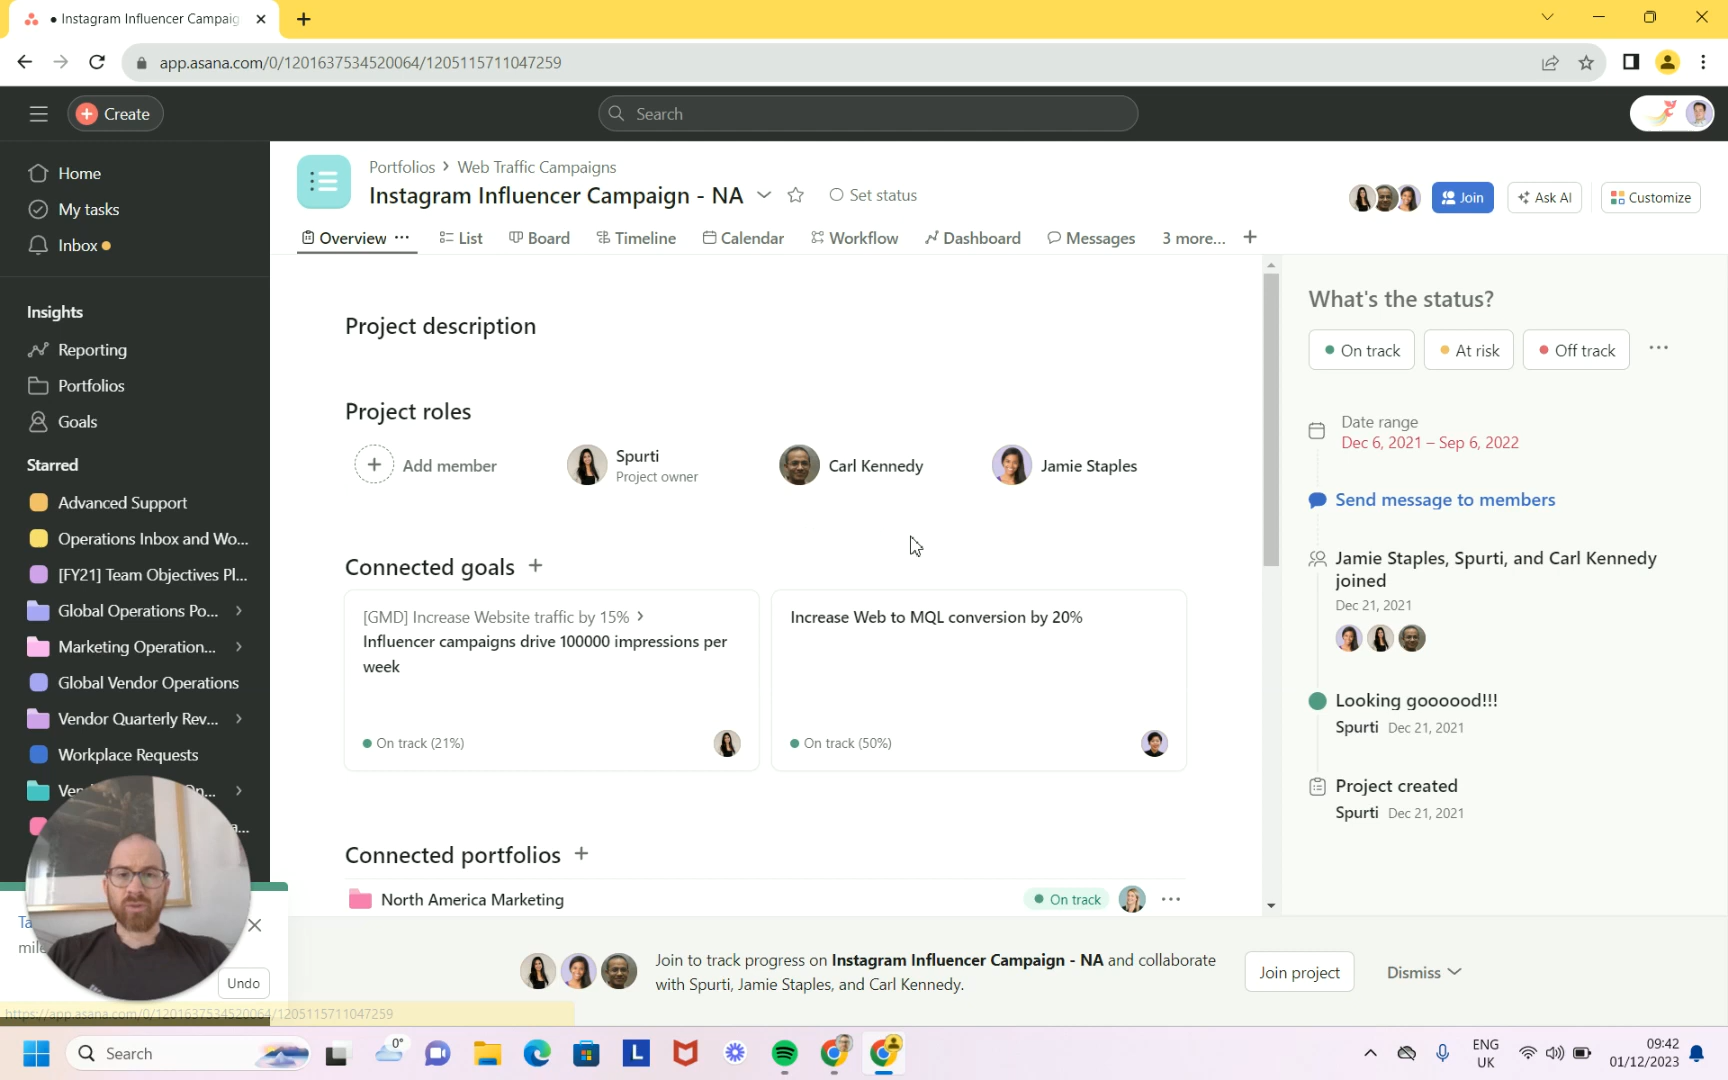 • Instagram Influencer Campaig
app.asana.com/0/1201637534520064/1205115711047259
Create
Search
Home
My tasks
Inbox
Insights
Reporting
Portfolios
Goals
Starred
Advanced Support
Operations Inbox and Wo...
[FY21] Team Objectives Pl...
Global Operations Po...
Marketing Operation...
Global Vendor Operations
Vendor Quarterly Rev...
Workplace Requests
Portfolios > Web Traffic Campaigns
Instagram Influencer Campaign - NA
Set status
Join
Ask AI
Customize
Overview ...
List
Board
Timeline
Calendar
Workflow
Dashboard
Messages
3 more...
Project description
Project roles
Add member
Spurti
Project owner
Carl Kennedy
Jamie Staples
Connected goals
[GMD] Increase Website traffic by 15% >
Influencer campaigns drive 100000 impressions per
week
On track (21%)
Increase Web to MQL conversion by 20%
On track (50%)
Connected portfolios
North America Marketing
On track
What's the status?
On track
At risk
Off track
Date range
Dec 6, 2021 – Sep 6, 2022
Send message to members
Jamie Staples, Spurti, and Carl Kennedy
joined
Dec 21, 2021
Looking goooood!!!
Spurti Dec 21, 2021
Project created
Spurti Dec 21, 2021
Join to track progress on Instagram Influencer Campaign - NA and collaborate
with Spurti, Jamie Staples, and Carl Kennedy.
Join project
Dismiss
Undo
https://app.asana.com/0/1201637534520064/1205115711047259
Search
0°
L
ENG
UK
09:42
01/12/2023